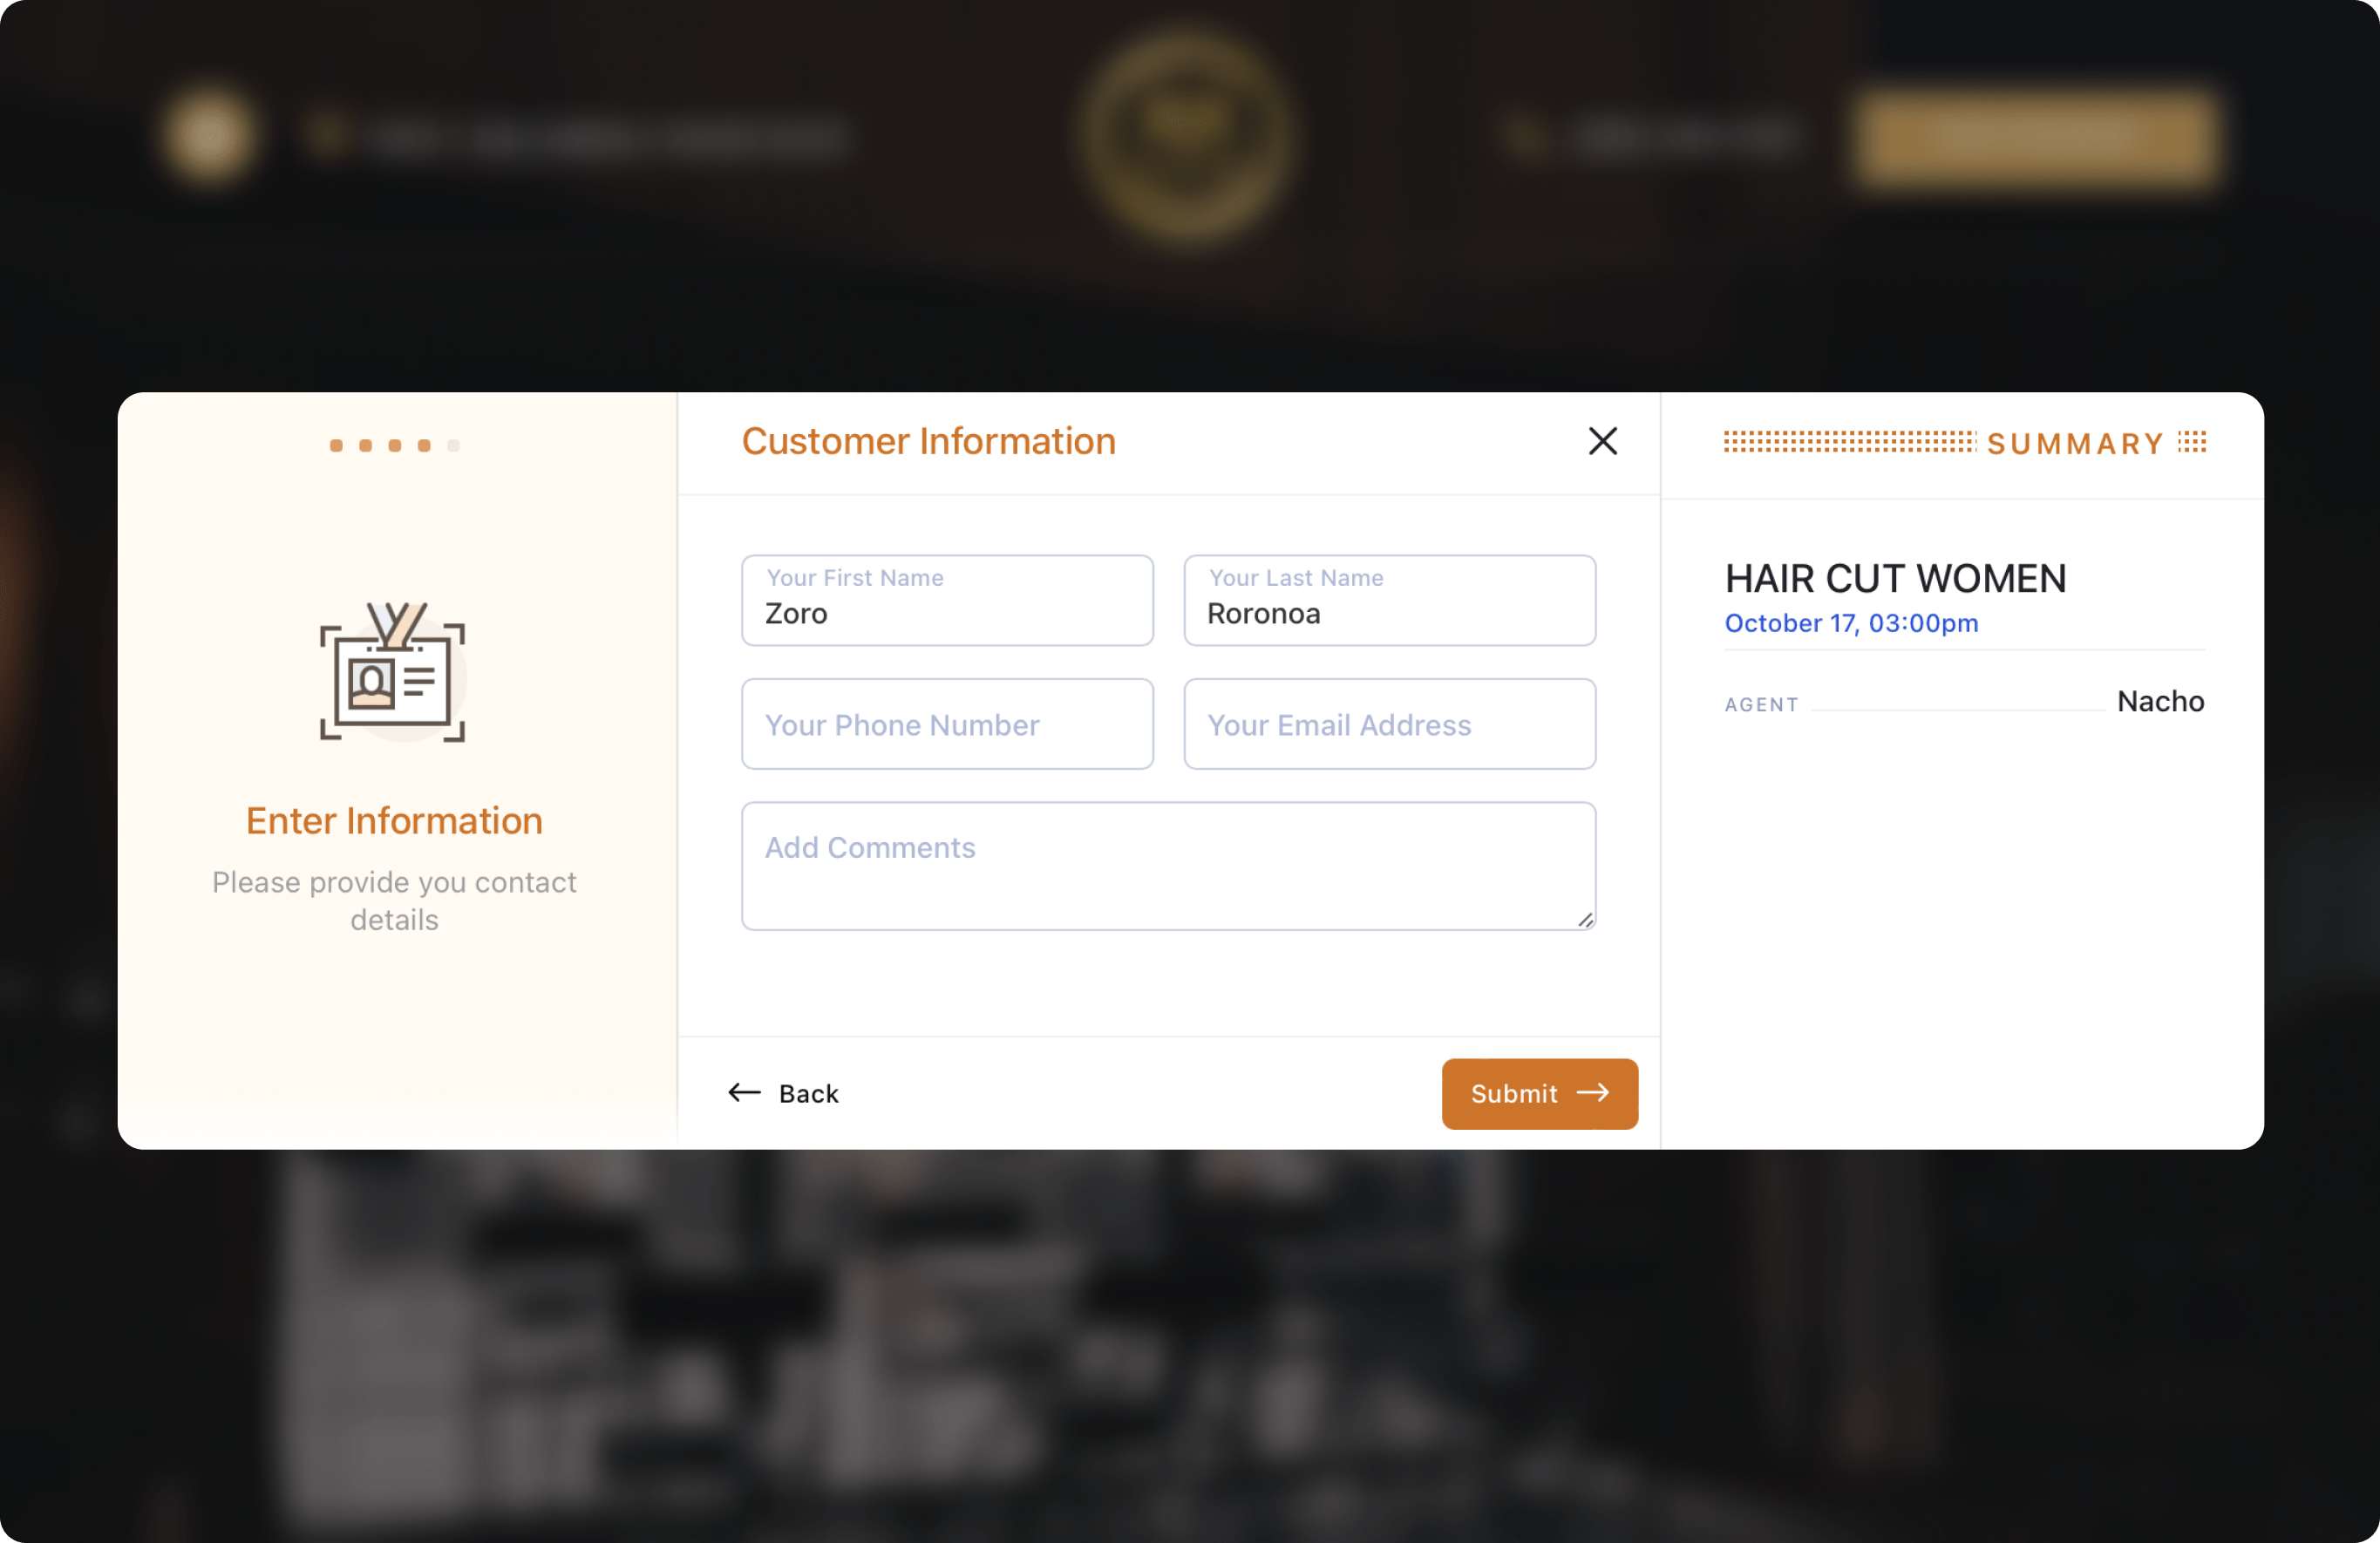 Enter Information
Please provide you contact
details
Customer Information
Your First Name
Zoro
Your Last Name
Roronoa
Your Phone Number
Your Email Address
Add Comments
Back
Submit
SUMMARY
HAIR CUT WOMEN
October 17, 03:00pm
AGENT Nacho